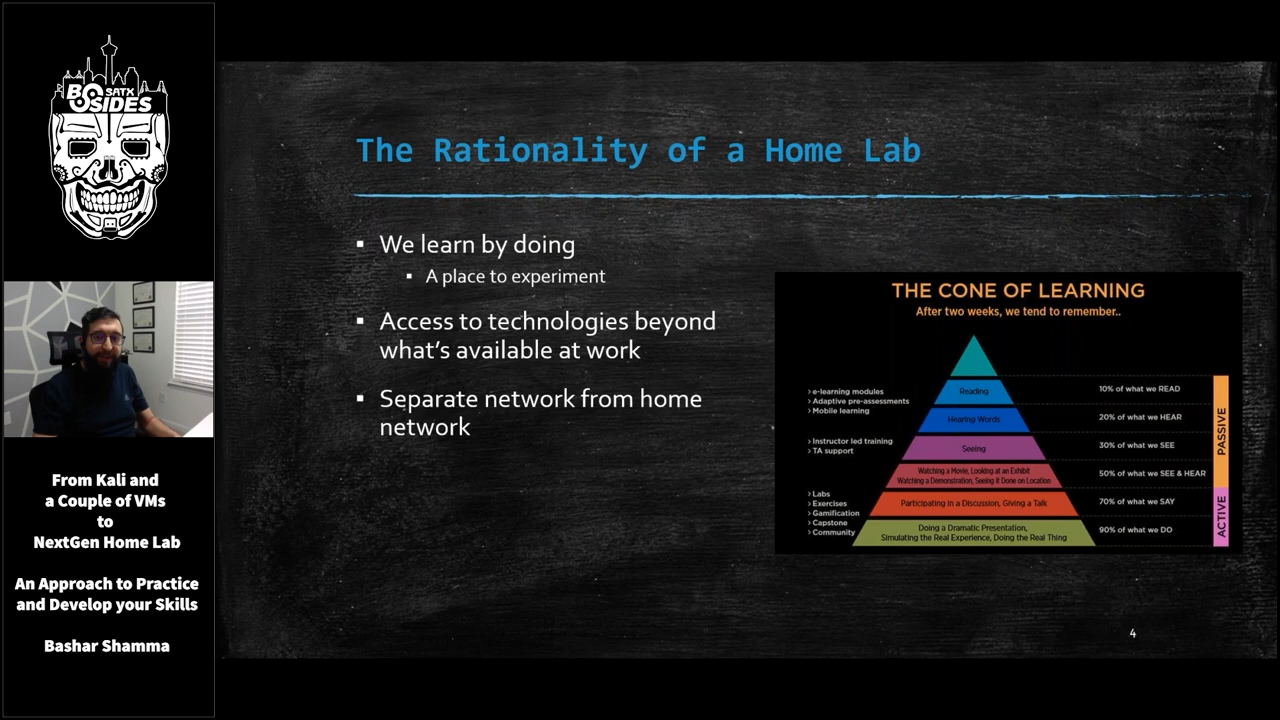 BSIDES
SATX
From Kali and
a Couple of VMs
to
NextGen Home Lab
An Approach to Practice
and Develop your Skills
Bashar Shamma
The Rationality of a Home Lab
▪ We learn by doing
▪ A place to experiment
▪ Access to technologies beyond
what’s available at work
▪ Separate network from home
network
THE CONE OF LEARNING
After two weeks, we tend to remember..
> e-learning modules
> Adaptive pre-assessments
> Mobile learning
Reading
10% of what we READ
Hearing Words
20% of what we HEAR
> Instructor led training
> TA support
Seeing
30% of what we SEE
Watching a Movie, Looking at an Exhibit
Watching a Demonstration, Seeing it Done on Location
50% of what we SEE & HEAR
PASSIVE
> Labs
> Exercises
> Gamification
> Capstone
> Community
Participating in a Discussion, Giving a Talk
70% of what we SAY
Doing a Dramatic Presentation,
Simulating the Real Experience, Doing the Real Thing
90% of what we DO
ACTIVE
4